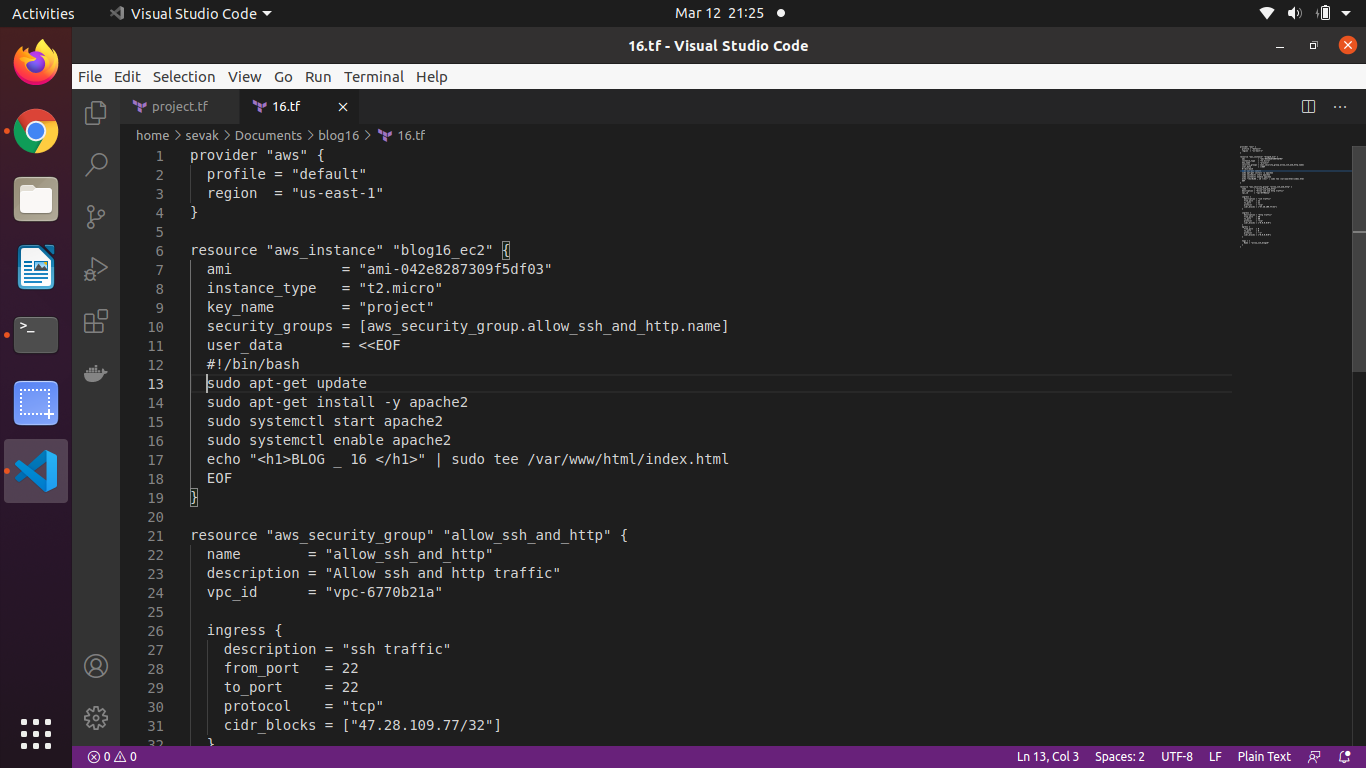 Activities Visual Studio Code Mar 12 21:25
16.tf - Visual Studio Code
File Edit Selection View Go Run Terminal Help
project.tf 16.tf
home > sevak > Documents > blog16 > 16.tf
1 provider "aws" {
2   profile = "default"
3   region  = "us-east-1"
4 }
5
6 resource "aws_instance" "blog16_ec2" {
7   ami             = "ami-042e8287309f5df03"
8   instance_type   = "t2.micro"
9   key_name        = "project"
10   security_groups = [aws_security_group.allow_ssh_and_http.name]
11   user_data       = <<EOF
12   #!/bin/bash
13   sudo apt-get update
14   sudo apt-get install -y apache2
15   sudo systemctl start apache2
16   sudo systemctl enable apache2
17   echo "<h1>BLOG _ 16 </h1>" | sudo tee /var/www/html/index.html
18   EOF
19 }
20
21 resource "aws_security_group" "allow_ssh_and_http" {
22   name        = "allow_ssh_and_http"
23   description = "Allow ssh and http traffic"
24   vpc_id      = "vpc-6770b21a"
25
26   ingress {
27     description = "ssh traffic"
28     from_port   = 22
29     to_port     = 22
30     protocol    = "tcp"
31     cidr_blocks = ["47.28.109.77/32"]
32   }
0 0 Ln 13, Col 3 Spaces: 2 UTF-8 LF Plain Text